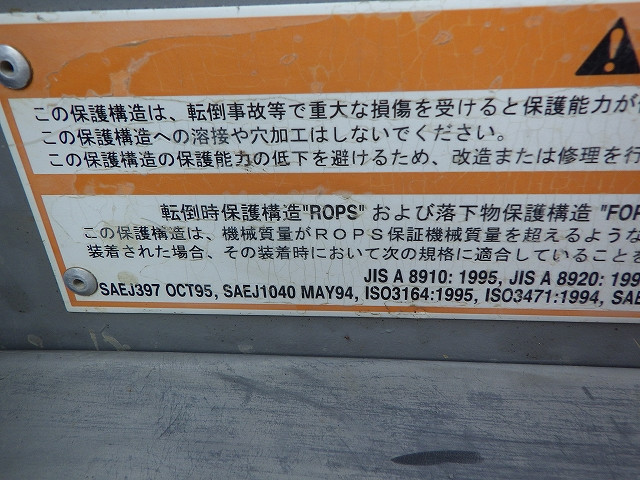 この保護構造は、転倒事故等で重大な損傷を受けると保護能力が
この保護構造への溶接や穴加工はしないでください。
この保護構造の保護能力の低下を避けるため、改造または修理を行
転倒時保護構造"ROPS" および落下物保護構造 "FOP
この保護構造は、機械質量がROPS保証機械質量を超えるような
装着された場合、その装着時において次の規格に適合していることを
JIS A 8910: 1995, JIS A 8920: 199
SAEJ397 OCT95, SAEJ1040 MAY94, ISO3164:1995, ISO3471:1994, SAE